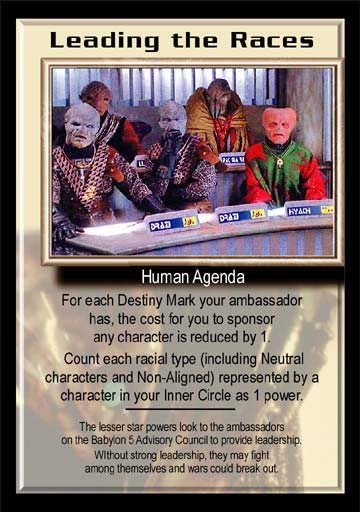 Leading the Races
DRAZI
DRAZI
HYACH
Human Agenda
For each Destiny Mark your ambassador
has, the cost for you to sponsor
any character is reduced by 1.
Count each racial type (including Neutral
characters and Non-Aligned) represented by a
character in your Inner Circle as 1 power.
The lesser star powers look to the ambassadors
on the Babylon 5 Advisory Council to provide leadership.
WIthout strong leadership, they may fight
among themselves and wars could break out.